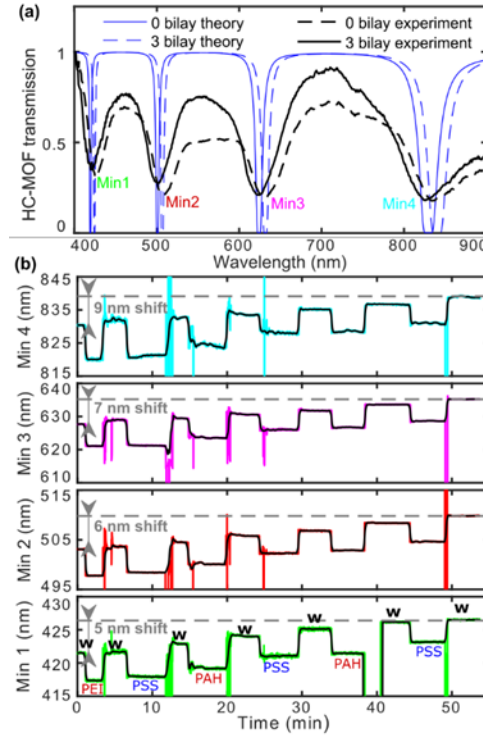 (a)
0 bilay theory
0 bilay experiment
3 bilay theory
3 bilay experiment
HC-MOF transmission
1
0.5
0
Min1
Min2
Min3
Min4
400 500 600 700 800 900
Wavelength (nm)
(b)
Min 4 (nm)
845
835
825
815
9 nm shift
Min 3 (nm)
640
630
620
610
7 nm shift
Min 2 (nm)
515
505
495
6 nm shift
Min 1 (nm)
430
425
420
415
5 nm shift
w w w w w w w
PEI PSS PAH PSS PAH PSS
0 10 20 30 40 50
Time (min)